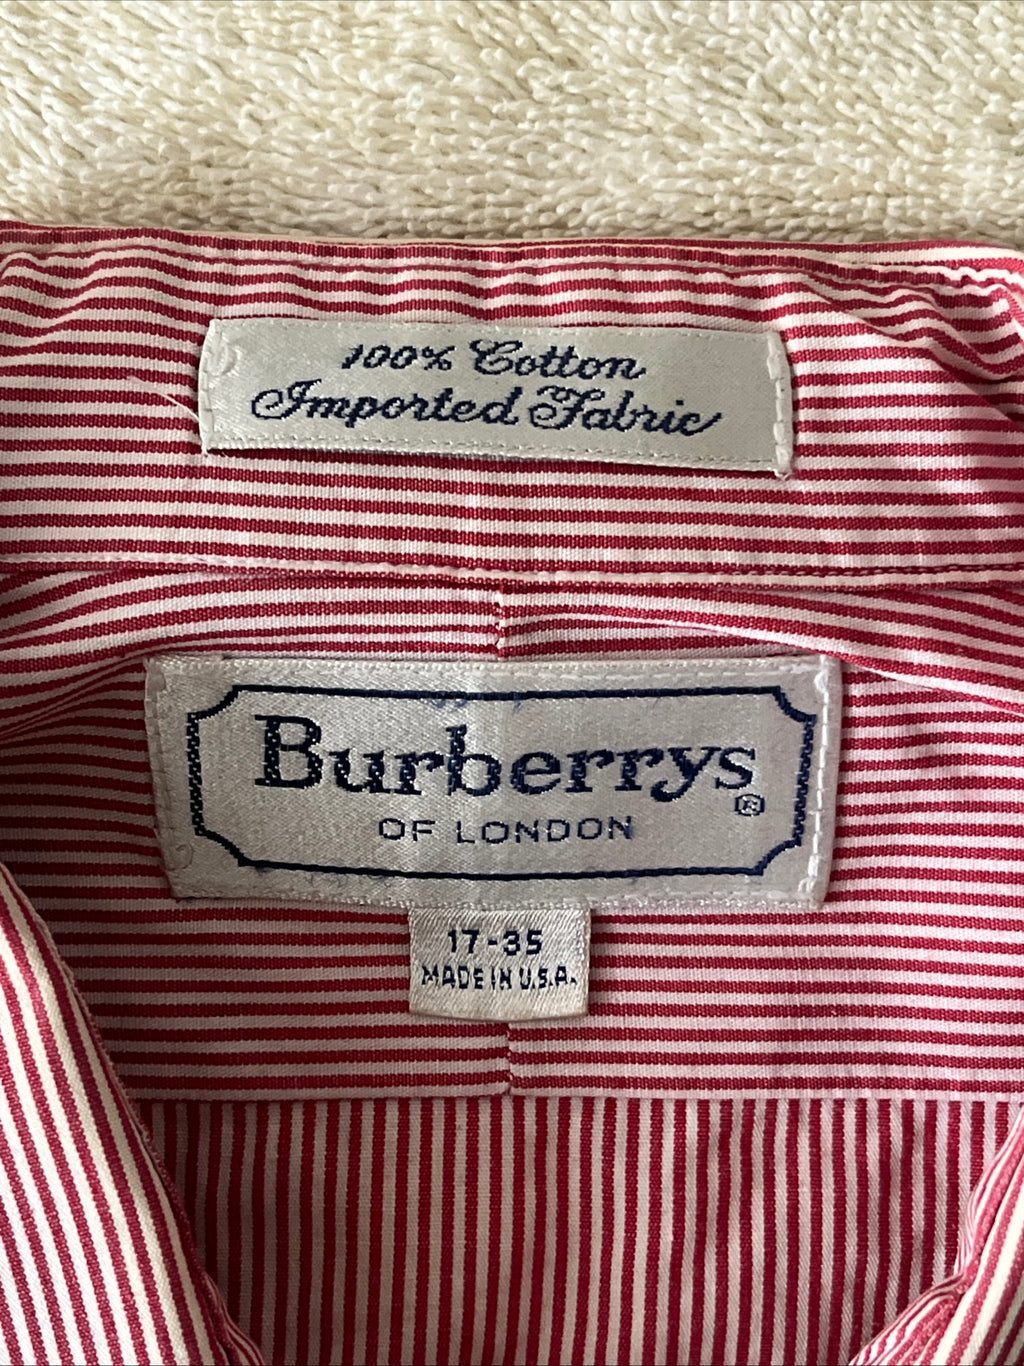 100% Cotton
Imported Fabric
Burberrys®
OF LONDON
17-35
MADE IN U.S.A.